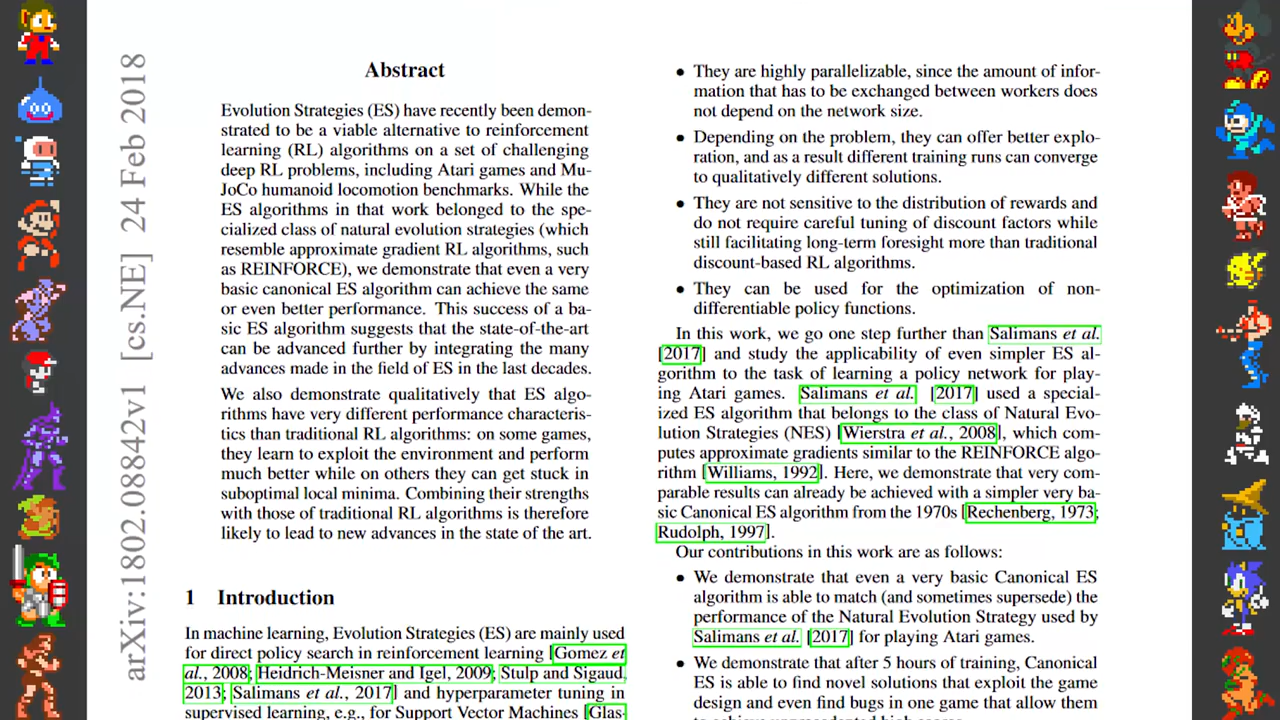 arXiv:1802.08842v1 [cs.NE] 24 Feb 2018
Abstract
Evolution Strategies (ES) have recently been demon-
strated to be a viable alternative to reinforcement
learning (RL) algorithms on a set of challenging
deep RL problems, including Atari games and Mu-
JoCo humanoid locomotion benchmarks. While the
ES algorithms in that work belonged to the spe-
cialized class of natural evolution strategies (which
resemble approximate gradient RL algorithms, such
as REINFORCE), we demonstrate that even a very
basic canonical ES algorithm can achieve the same
or even better performance. This success of a ba-
sic ES algorithm suggests that the state-of-the-art
can be advanced further by integrating the many
advances made in the field of ES in the last decades.
We also demonstrate qualitatively that ES algo-
rithms have very different performance characteris-
tics than traditional RL algorithms: on some games,
they learn to exploit the environment and perform
much better while on others they can get stuck in
suboptimal local minima. Combining their strengths
with those of traditional RL algorithms is therefore
likely to lead to new advances in the state of the art.
1 Introduction
In machine learning, Evolution Strategies (ES) are mainly used
for direct policy search in reinforcement learning [Gomez et
al., 2008; Heidrich-Meisner and Igel, 2009; Stulp and Sigaud,
2013; Salimans et al., 2017] and hyperparameter tuning in
supervised learning, e.g., for Support Vector Machines [Glas-
• They are highly parallelizable, since the amount of infor-
mation that has to be exchanged between workers does
not depend on the network size.
• Depending on the problem, they can offer better explo-
ration, and as a result different training runs can converge
to qualitatively different solutions.
• They are not sensitive to the distribution of rewards and
do not require careful tuning of discount factors while
still facilitating long-term foresight more than traditional
discount-based RL algorithms.
• They can be used for the optimization of non-
differentiable policy functions.
In this work, we go one step further than Salimans et al.
[2017] and study the applicability of even simpler ES al-
gorithm to the task of learning a policy network for play-
ing Atari games. Salimans et al. [2017] used a special-
ized ES algorithm that belongs to the class of Natural Evo-
lution Strategies (NES) [Wierstra et al., 2008], which com-
putes approximate gradients similar to the REINFORCE algo-
rithm [Williams, 1992]. Here, we demonstrate that very com-
parable results can already be achieved with a simpler very ba-
sic Canonical ES algorithm from the 1970s [Rechenberg, 1973;
Rudolph, 1997].
Our contributions in this work are as follows:
• We demonstrate that even a very basic Canonical ES
algorithm is able to match (and sometimes supersede) the
performance of the Natural Evolution Strategy used by
Salimans et al. [2017] for playing Atari games.
• We demonstrate that after 5 hours of training, Canonical
ES is able to find novel solutions that exploit the game
design and even find bugs in one game that allow them